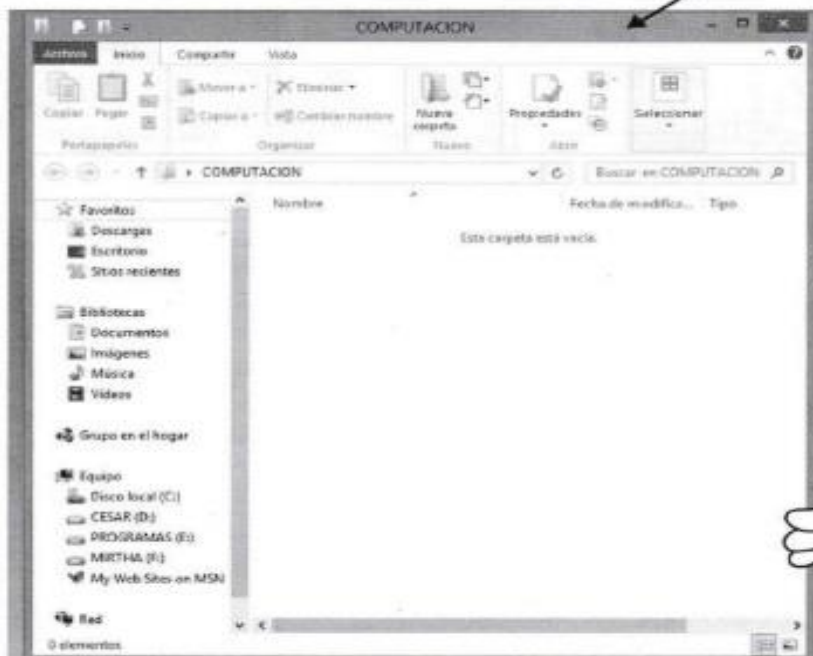 COMPUTACION
Archivo Inicio Compartir Vista
Copiar Pegar Mover a Copiar a Eliminar Cambiar nombre Nueva carpeta Propiedades Seleccionar
Portapapeles Organizar Nuevo Abrir
COMPUTACION Buscar en COMPUTACION
Nombre Fecha de modifica... Tipo
Esta carpeta está vacía.
Favoritos
Descargas
Escritorio
Sitios recientes
Bibliotecas
Documentos
Imágenes
Música
Vídeos
Grupo en el hogar
Equipo
Disco local (C:)
CESAR (D:)
PROGRAMAS (E:)
MIRTHA (F:)
My Web Sites on MSN
Red
0 elementos